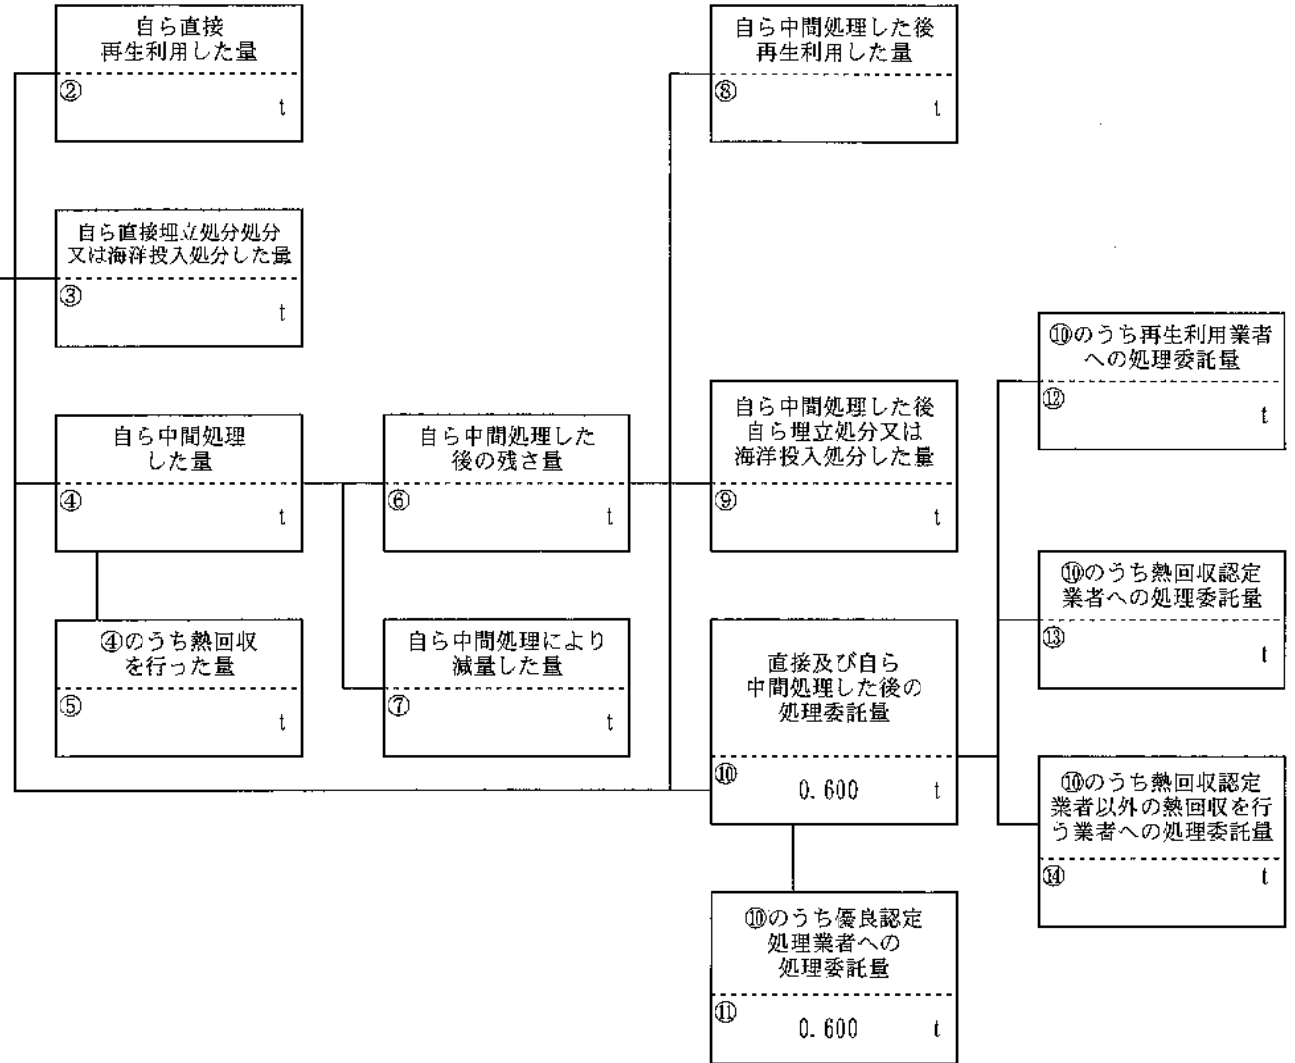 自ら直接
再生利用した量
②
t
自ら直接埋立処分処分
又は海洋投入処分した量
③
t
自ら中間処理
した量
④
t
④のうち熱回収
を行った量
⑤
t
自ら中間処理した
後の残さ量
⑥
t
自ら中間処理により
減量した量
⑦
t
自ら中間処理した後
再生利用した量
⑧
t
自ら中間処理した後
自ら埋立処分又は
海洋投入処分した量
⑨
t
直接及び自ら
中間処理した後の
処理委託量
⑩ 0.600 t
⑩のうち優良認定
処理業者への
処理委託量
⑪ 0.600 t
⑩のうち再生利用業者
への処理委託量
⑫
t
⑩のうち熱回収認定
業者への処理委託量
⑬
t
⑩のうち熱回収認定
業者以外の熱回収を行
う業者への処理委託量
⑭ t